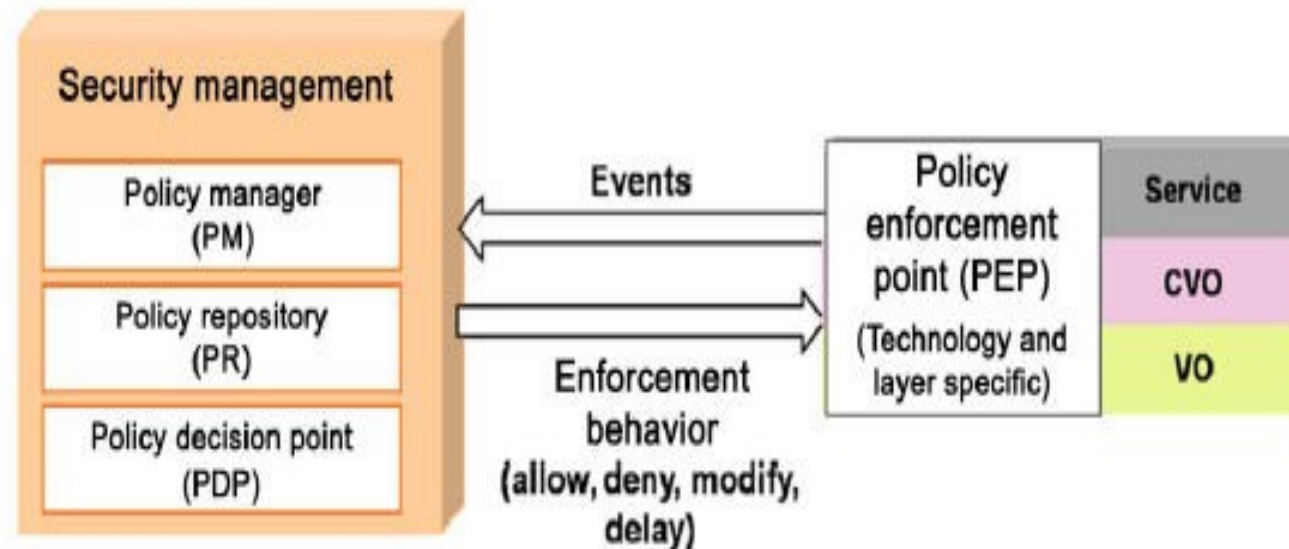 Security management
Policy manager
(PM)
Policy repository
(PR)
Policy decision point
(PDP)
Events
Enforcement
behavior
(allow, deny, modify,
delay)
Policy
enforcement
point (PEP)
(Technology and
layer specific)
Service
CVO
VO